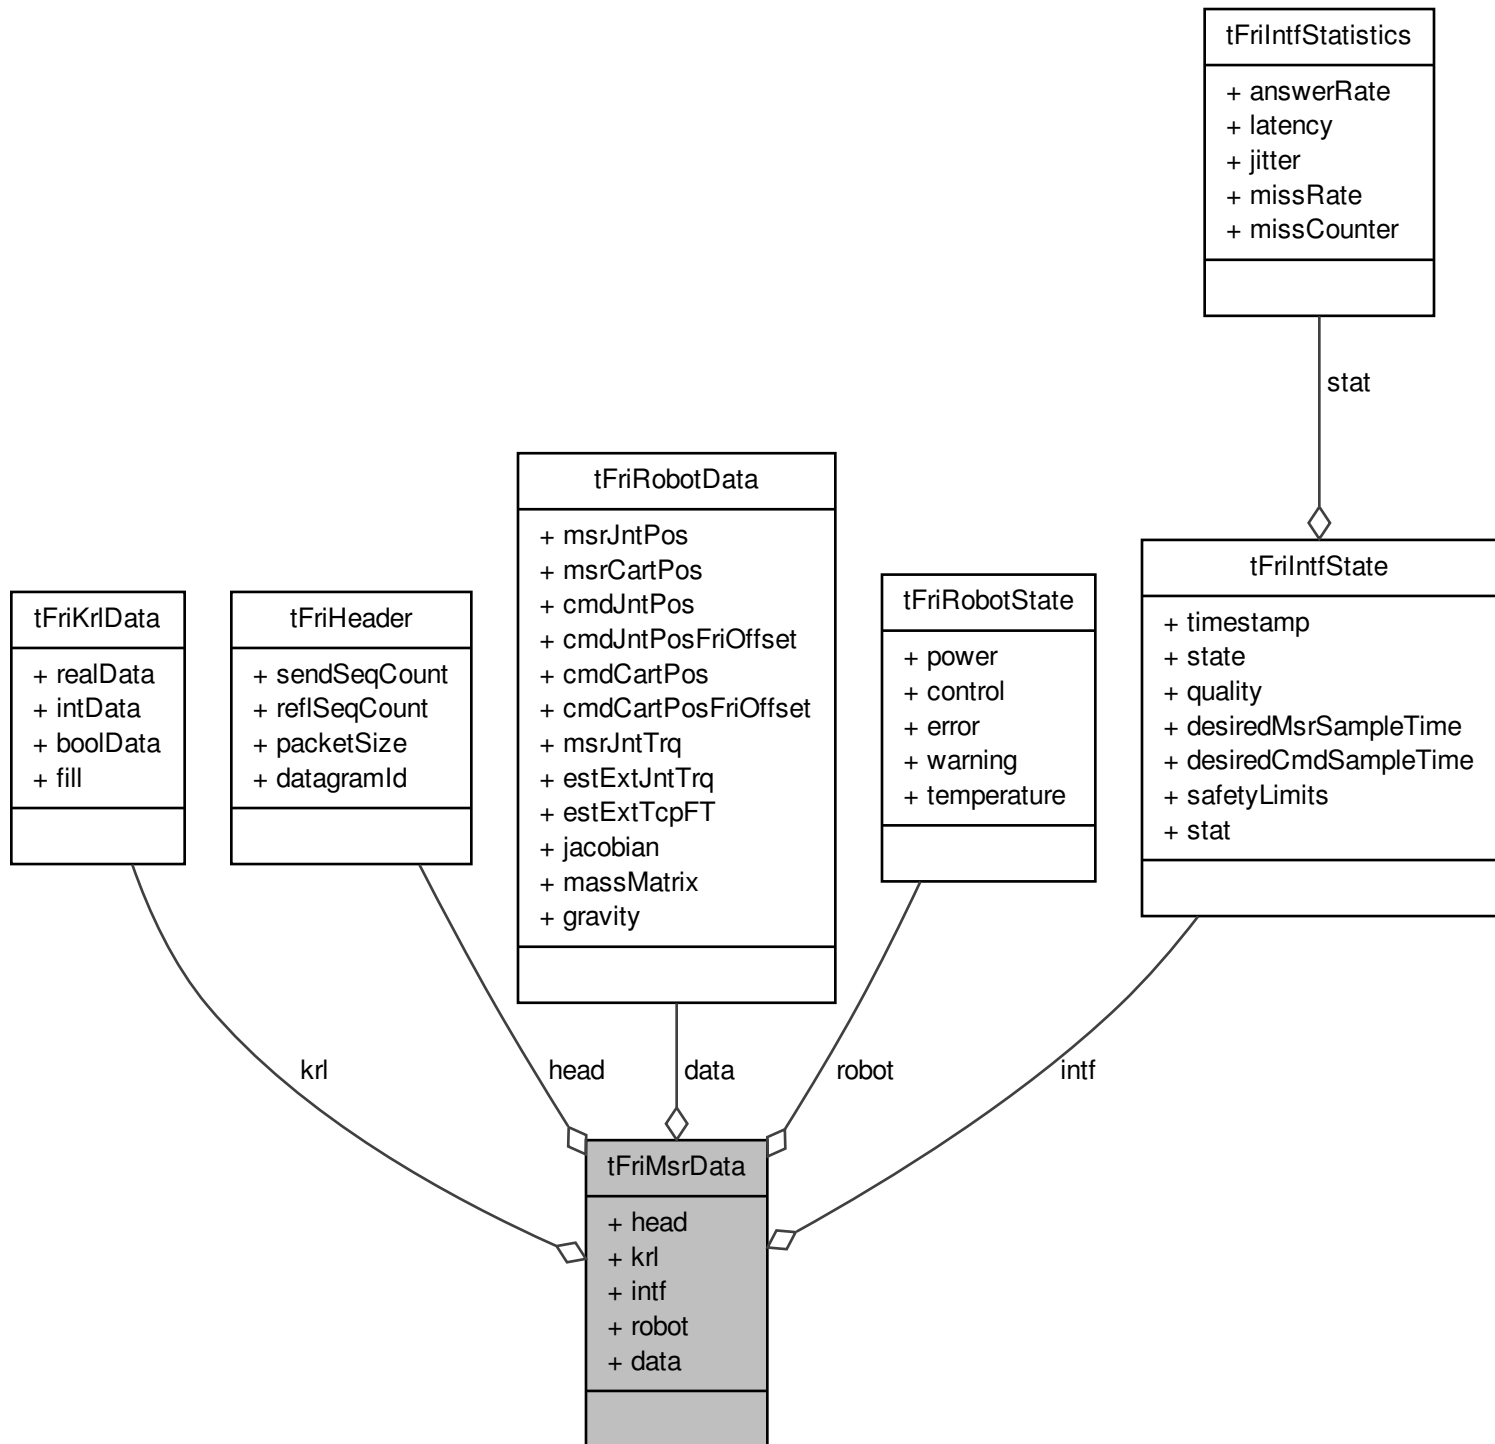 tFriIntfStatistics
+ answerRate
+ latency
+ jitter
+ missRate
+ missCounter
stat
tFriKrlData
+ realData
+ intData
+ boolData
+ fill
tFriHeader
+ sendSeqCount
+ reflSeqCount
+ packetSize
+ datagramId
tFriRobotData
+ msrJntPos
+ msrCartPos
+ cmdJntPos
+ cmdJntPosFriOffset
+ cmdCartPos
+ cmdCartPosFriOffset
+ msrJntTrq
+ estExtJntTrq
+ estExtTcpFT
+ jacobian
+ massMatrix
+ gravity
tFriRobotState
+ power
+ control
+ error
+ warning
+ temperature
tFriIntfState
+ timestamp
+ state
+ quality
+ desiredMsrSampleTime
+ desiredCmdSampleTime
+ safetyLimits
+ stat
krl
head
data
robot
intf
tFriMsrData
+ head
+ krl
+ intf
+ robot
+ data